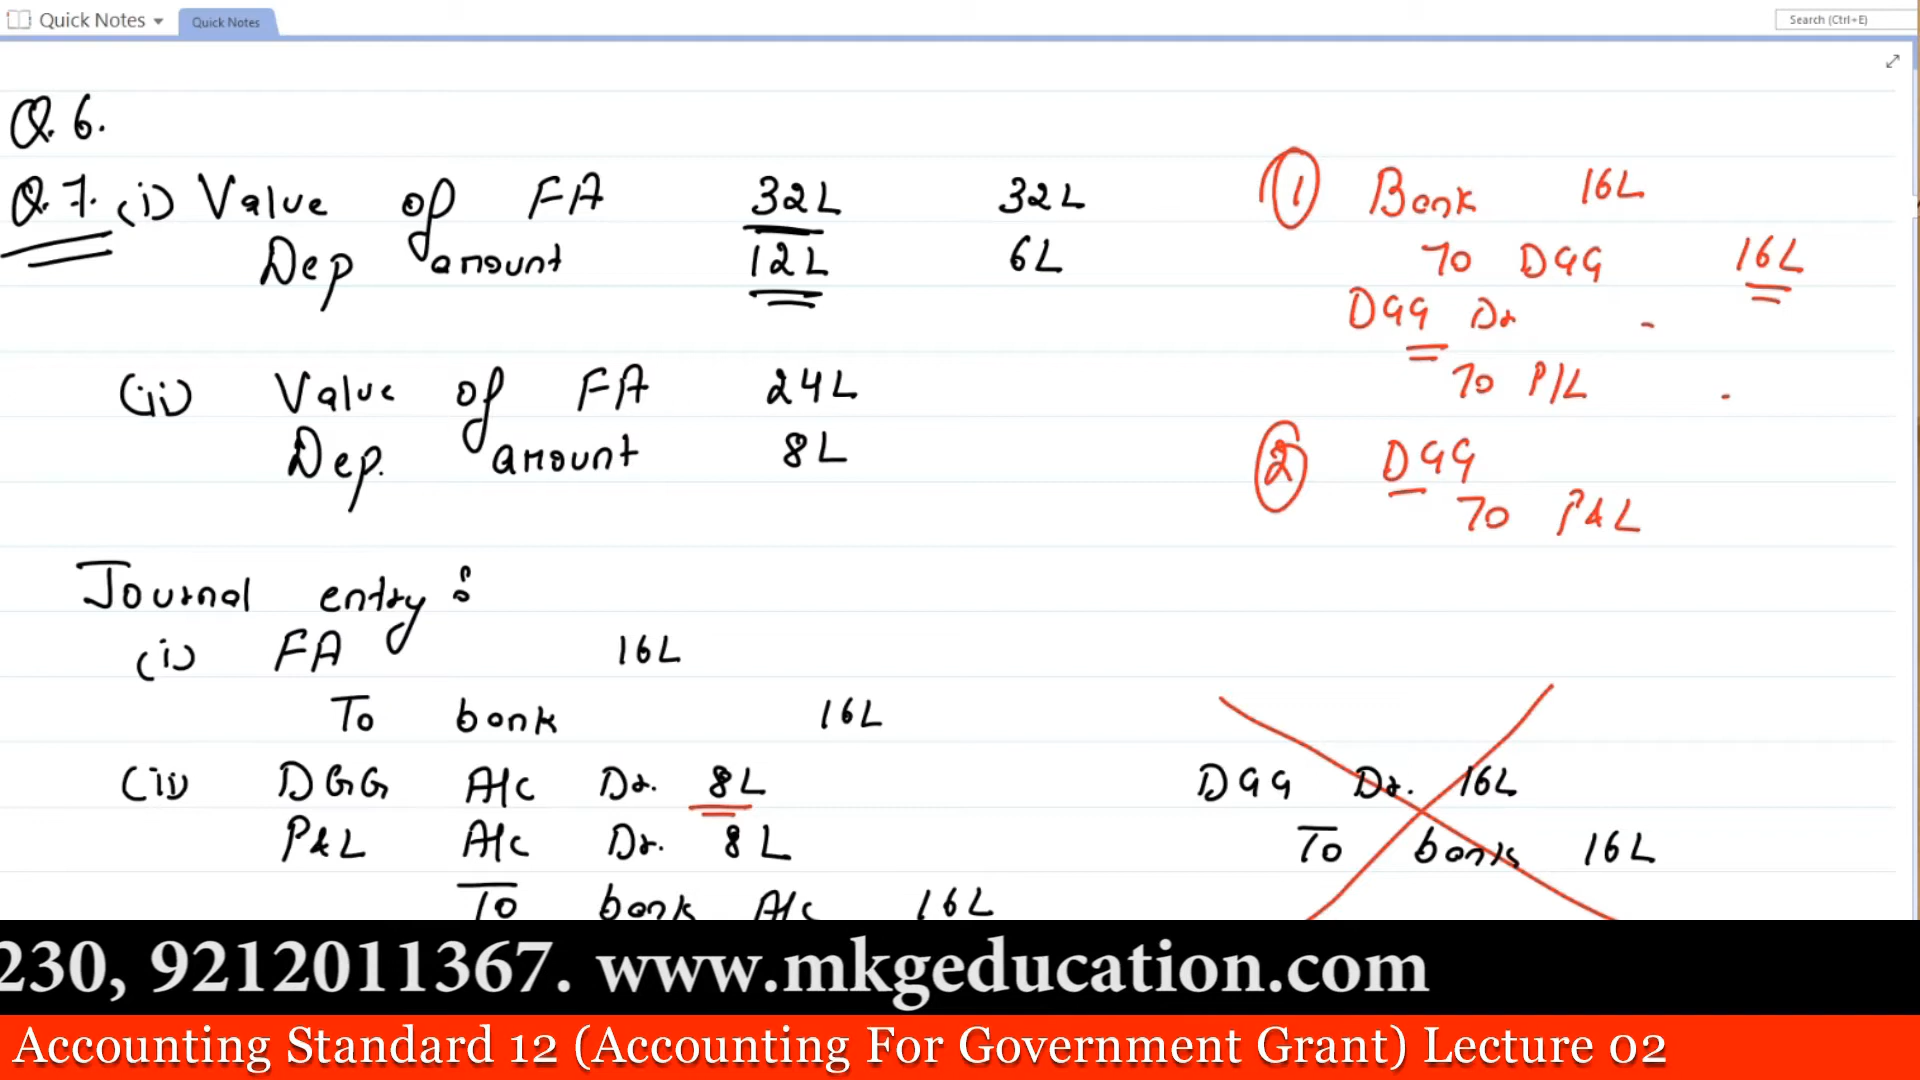 Quick Notes
Quick Notes
Search (Ctrl+E)
Q. 6.
Q. 7. (i) Value of FA 32L 32L
Dep amount 12L 6L
(ii) Value of FA 24L
Dep. amount 8L
Journal entry :
(i) FA 16L
To bank 16L
(ii) DGG A/c Dr. 8L
P&L A/c Dr. 8L
To bank A/c 16L
① Bank 16L
To DGG 16L
DGG Dr -
To P/L -
② DGG
To P&L
DGG Dr. 16L
To bank 16L
230, 9212011367. www.mkgeducation.com
Accounting Standard 12 (Accounting For Government Grant) Lecture 02